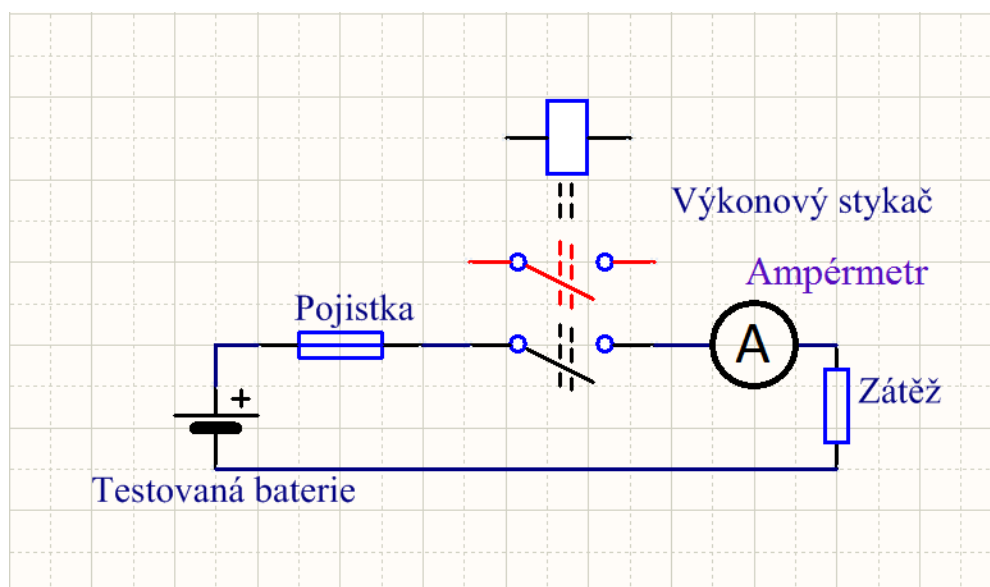 Výkonový stykač
Ampérmetr
Pojistka
A
+
Zátěž
Testovaná baterie